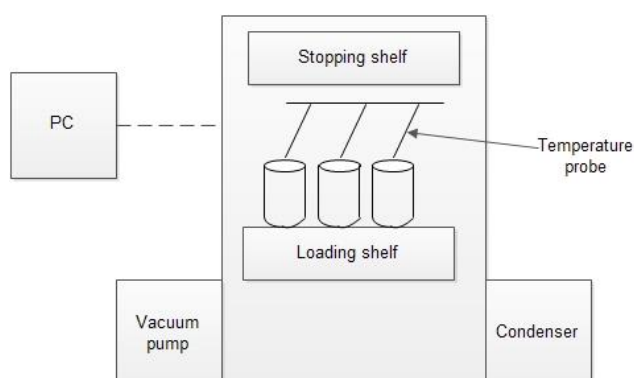 Stopping shelf
PC
Temperature
probe
Loading shelf
Vacuum
pump
Condenser